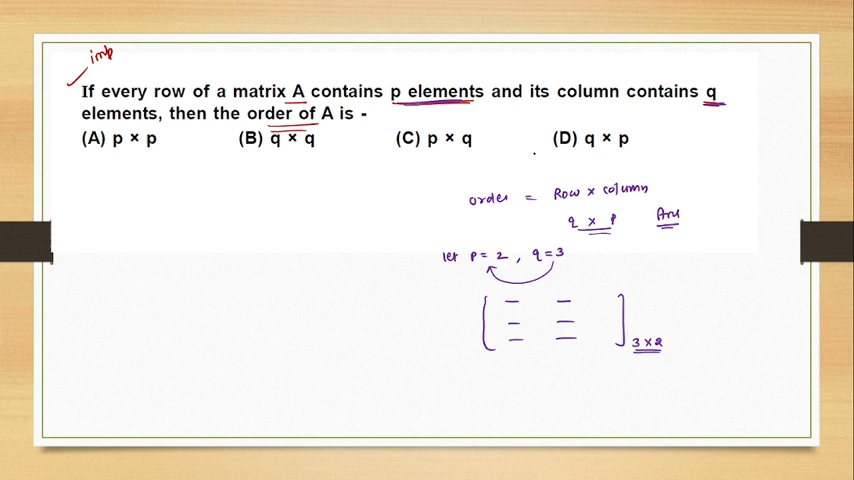 imp
If every row of a matrix A contains p elements and its column contains q
elements, then the order of A is -
(A) p × p (B) q × q (C) p × q (D) q × p
order = Row × column
q × p Ans
let p = 2 , q = 3
3 × 2